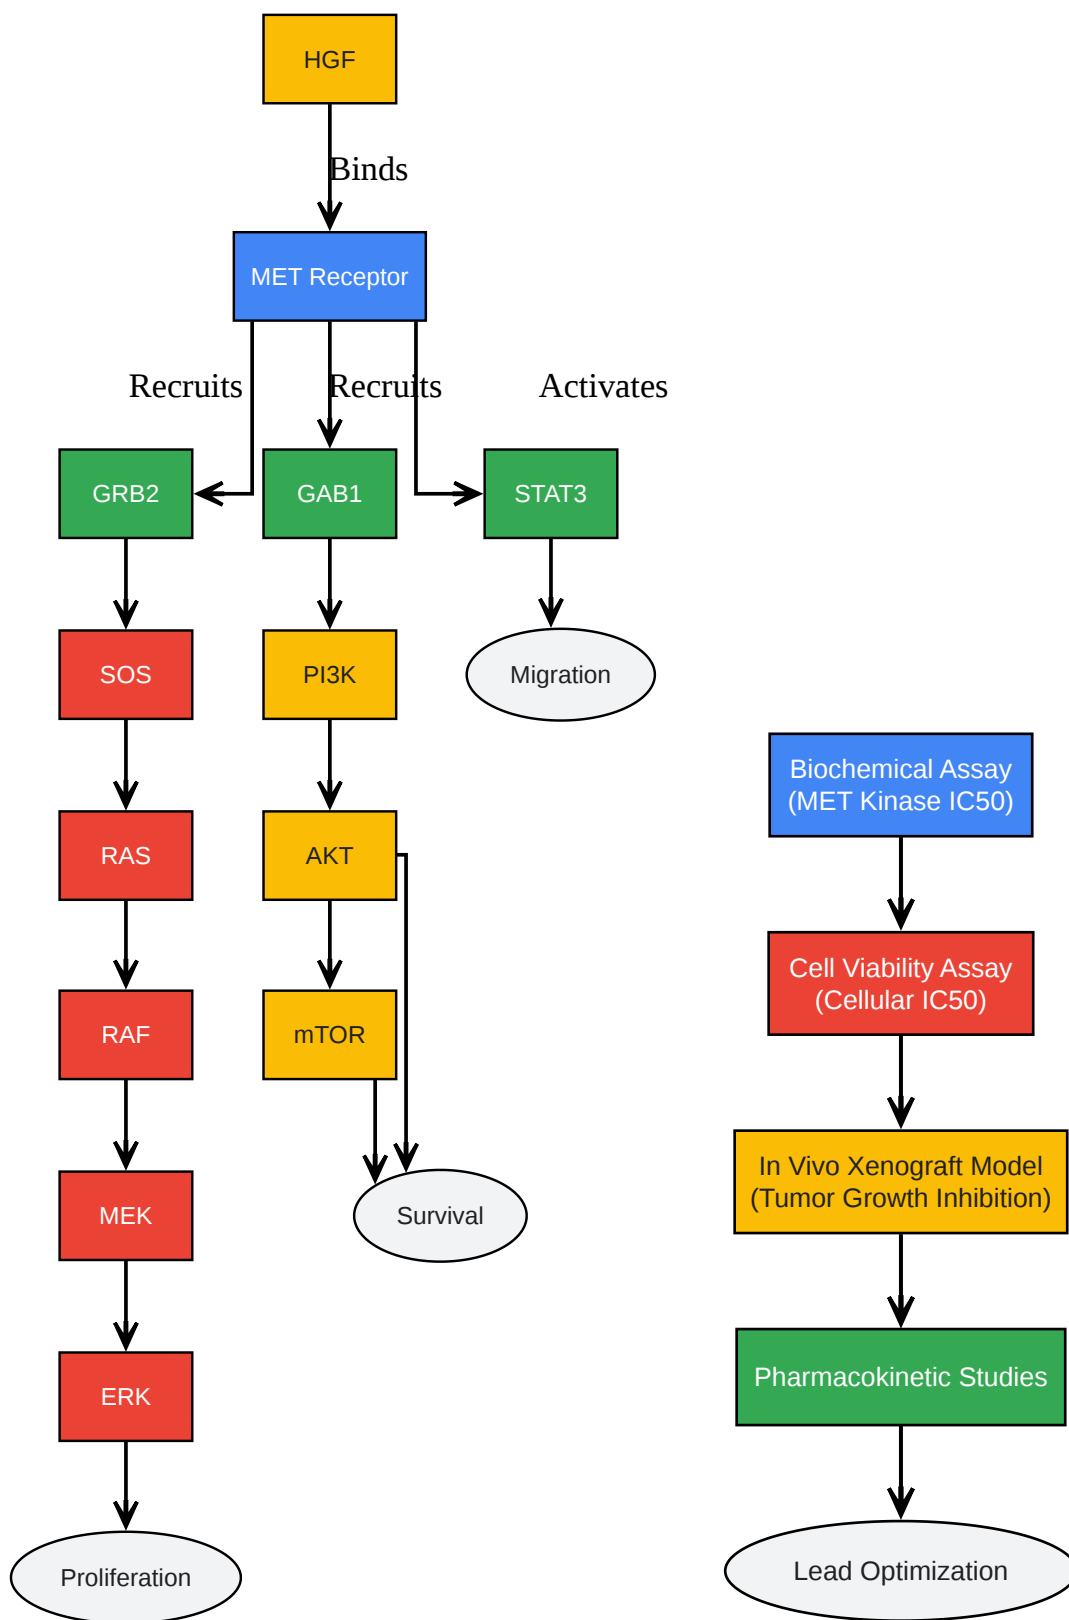 HGF
Binds
MET Receptor
Recruits
Recruits
Activates
GRB2
GAB1
STAT3
SOS
PI3K
Migration
RAS
AKT
RAF
mTOR
MEK
Survival
ERK
Proliferation
Biochemical Assay
(MET Kinase IC50)
Cell Viability Assay
(Cellular IC50)
In Vivo Xenograft Model
(Tumor Growth Inhibition)
Pharmacokinetic Studies
Lead Optimization